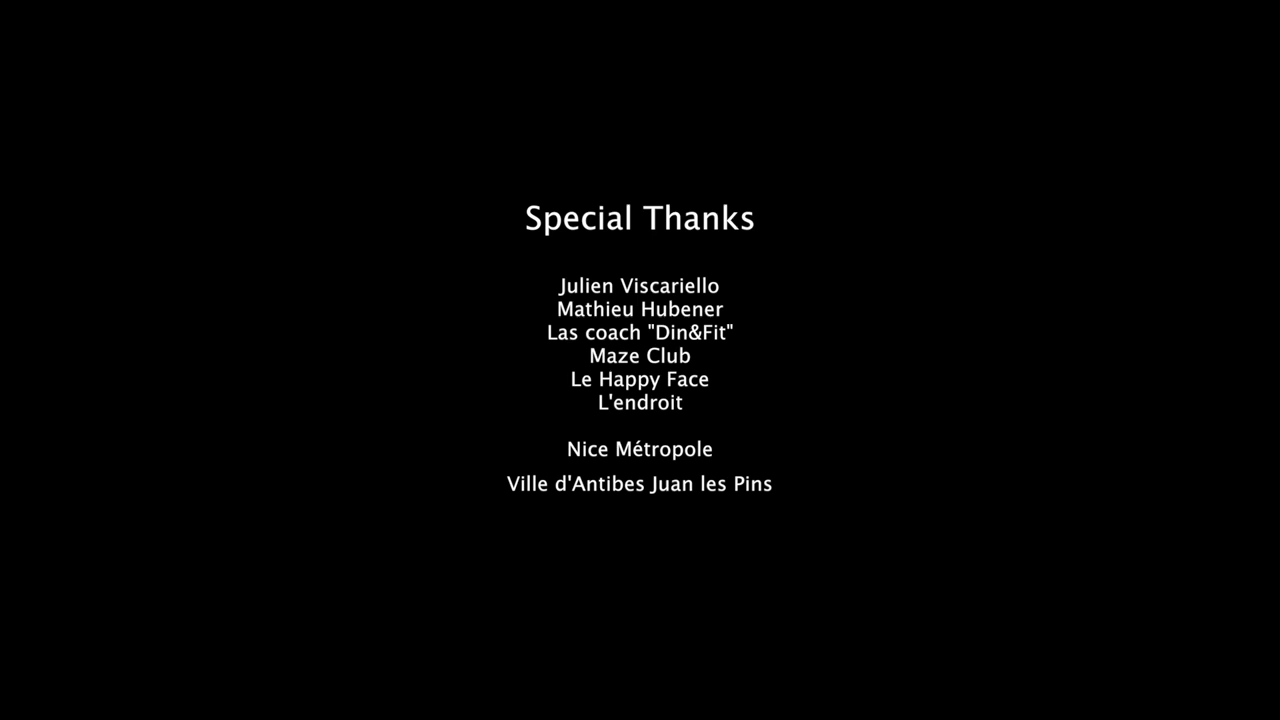 Special Thanks
Julien Viscariello
Mathieu Hubener
Las coach "Din&Fit"
Maze Club
Le Happy Face
L'endroit
Nice Métropole
Ville d'Antibes Juan les Pins